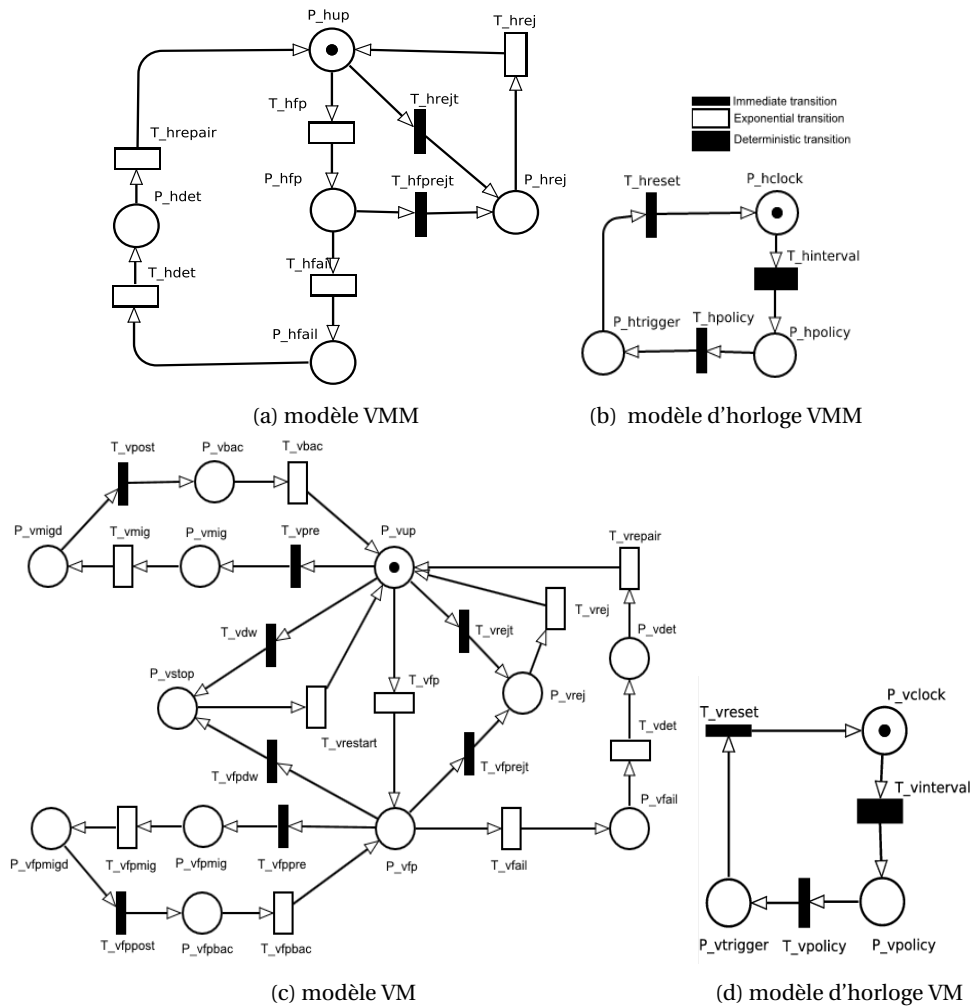 P_hup
T_hrej
T_hfp
T_hrejt
T_hrepair
P_hfp
T_hfprejt
P_hrej
P_hdet
T_hfail
T_hdet
P_hfail
(a) modèle VMM
Immediate transition
Exponential transition
Deterministic transition
T_hreset
P_hclock
T_hinterval
P_htrigger
T_hpolicy
P_hpolicy
(b) modèle d'horloge VMM
T_vpost
P_vbac
T_vbac
P_vmigd
T_vmig
P_vmig
T_vpre
P_vup
T_vrepair
T_vdw
T_vrejt
T_vrej
P_vdet
P_vstop
T_vfp
P_vrej
T_vrestart
T_vdet
T_vfpdw
T_vfprejt
P_vfail
P_vfpmigd
T_vfpmig
P_vfpmig
T_vfppre
P_vfp
T_vfail
T_vfppost
P_vfpbac
T_vfpbac
(c) modèle VM
T_vreset
P_vclock
T_vinterval
P_vtrigger
T_vpolicy
P_vpolicy
(d) modèle d'horloge VM